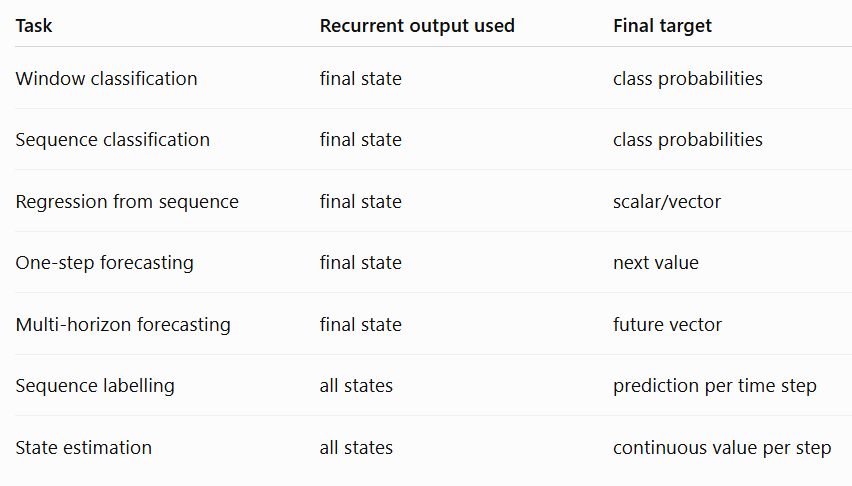 Task Recurrent output used Final target
Window classification final state class probabilities
Sequence classification final state class probabilities
Regression from sequence final state scalar/vector
One-step forecasting final state next value
Multi-horizon forecasting final state future vector
Sequence labelling all states prediction per time step
State estimation all states continuous value per step